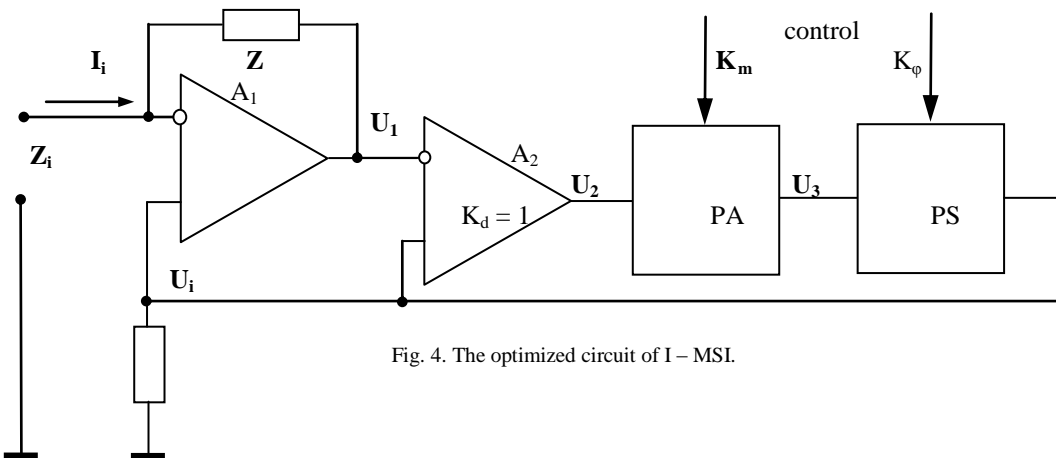 control
I_i
Z
K_m
K_φ
A_1
U_1
Z_i
A_2
U_2
K_d = 1
PA
U_3
PS
U_i
Fig. 4. The optimized circuit of I – MSI.